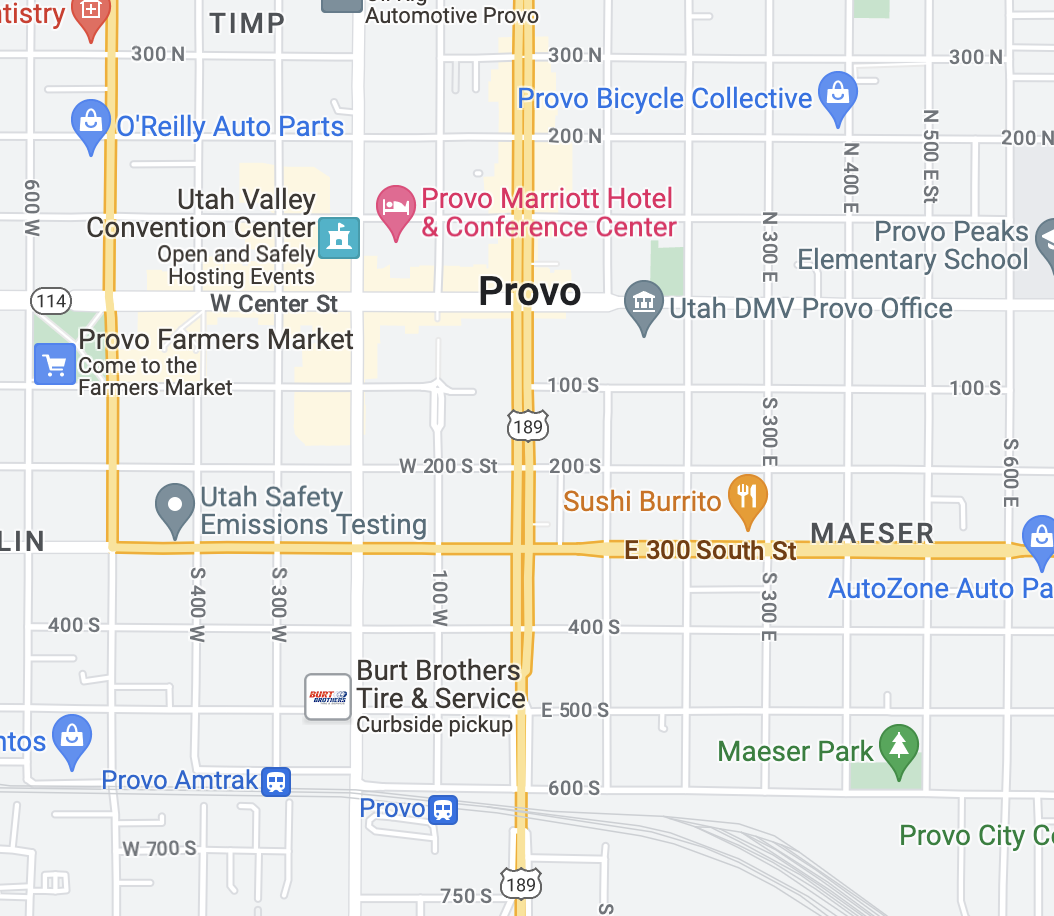 tistry
TIMP
Automotive Provo
300 N
300 N
300 N
Provo Bicycle Collective
O'Reilly Auto Parts
200 N
200 N
N 500 E St
N 400 E
600 W
Utah Valley
Convention Center
Open and Safely
Hosting Events
Provo Marriott Hotel
& Conference Center
N 300 E
Provo Peaks
Elementary School
114
W Center St
Provo
Utah DMV Provo Office
Provo Farmers Market
Come to the
Farmers Market
100 S
100 S
189
S 300 E
W 200 S St
200 S
S 600 E
Utah Safety
Emissions Testing
Sushi Burrito
LIN
MAESER
E 300 South St
AutoZone Auto Pa
S 400 W
S 300 W
100 W
S 300 E
400 S
400 S
Burt Brothers
Tire & Service
Curbside pickup
BURT
BROTHERS
E 500 S
ntos
Maeser Park
Provo Amtrak
600 S
Provo
Provo City C
W 700 S
189
750 S
S